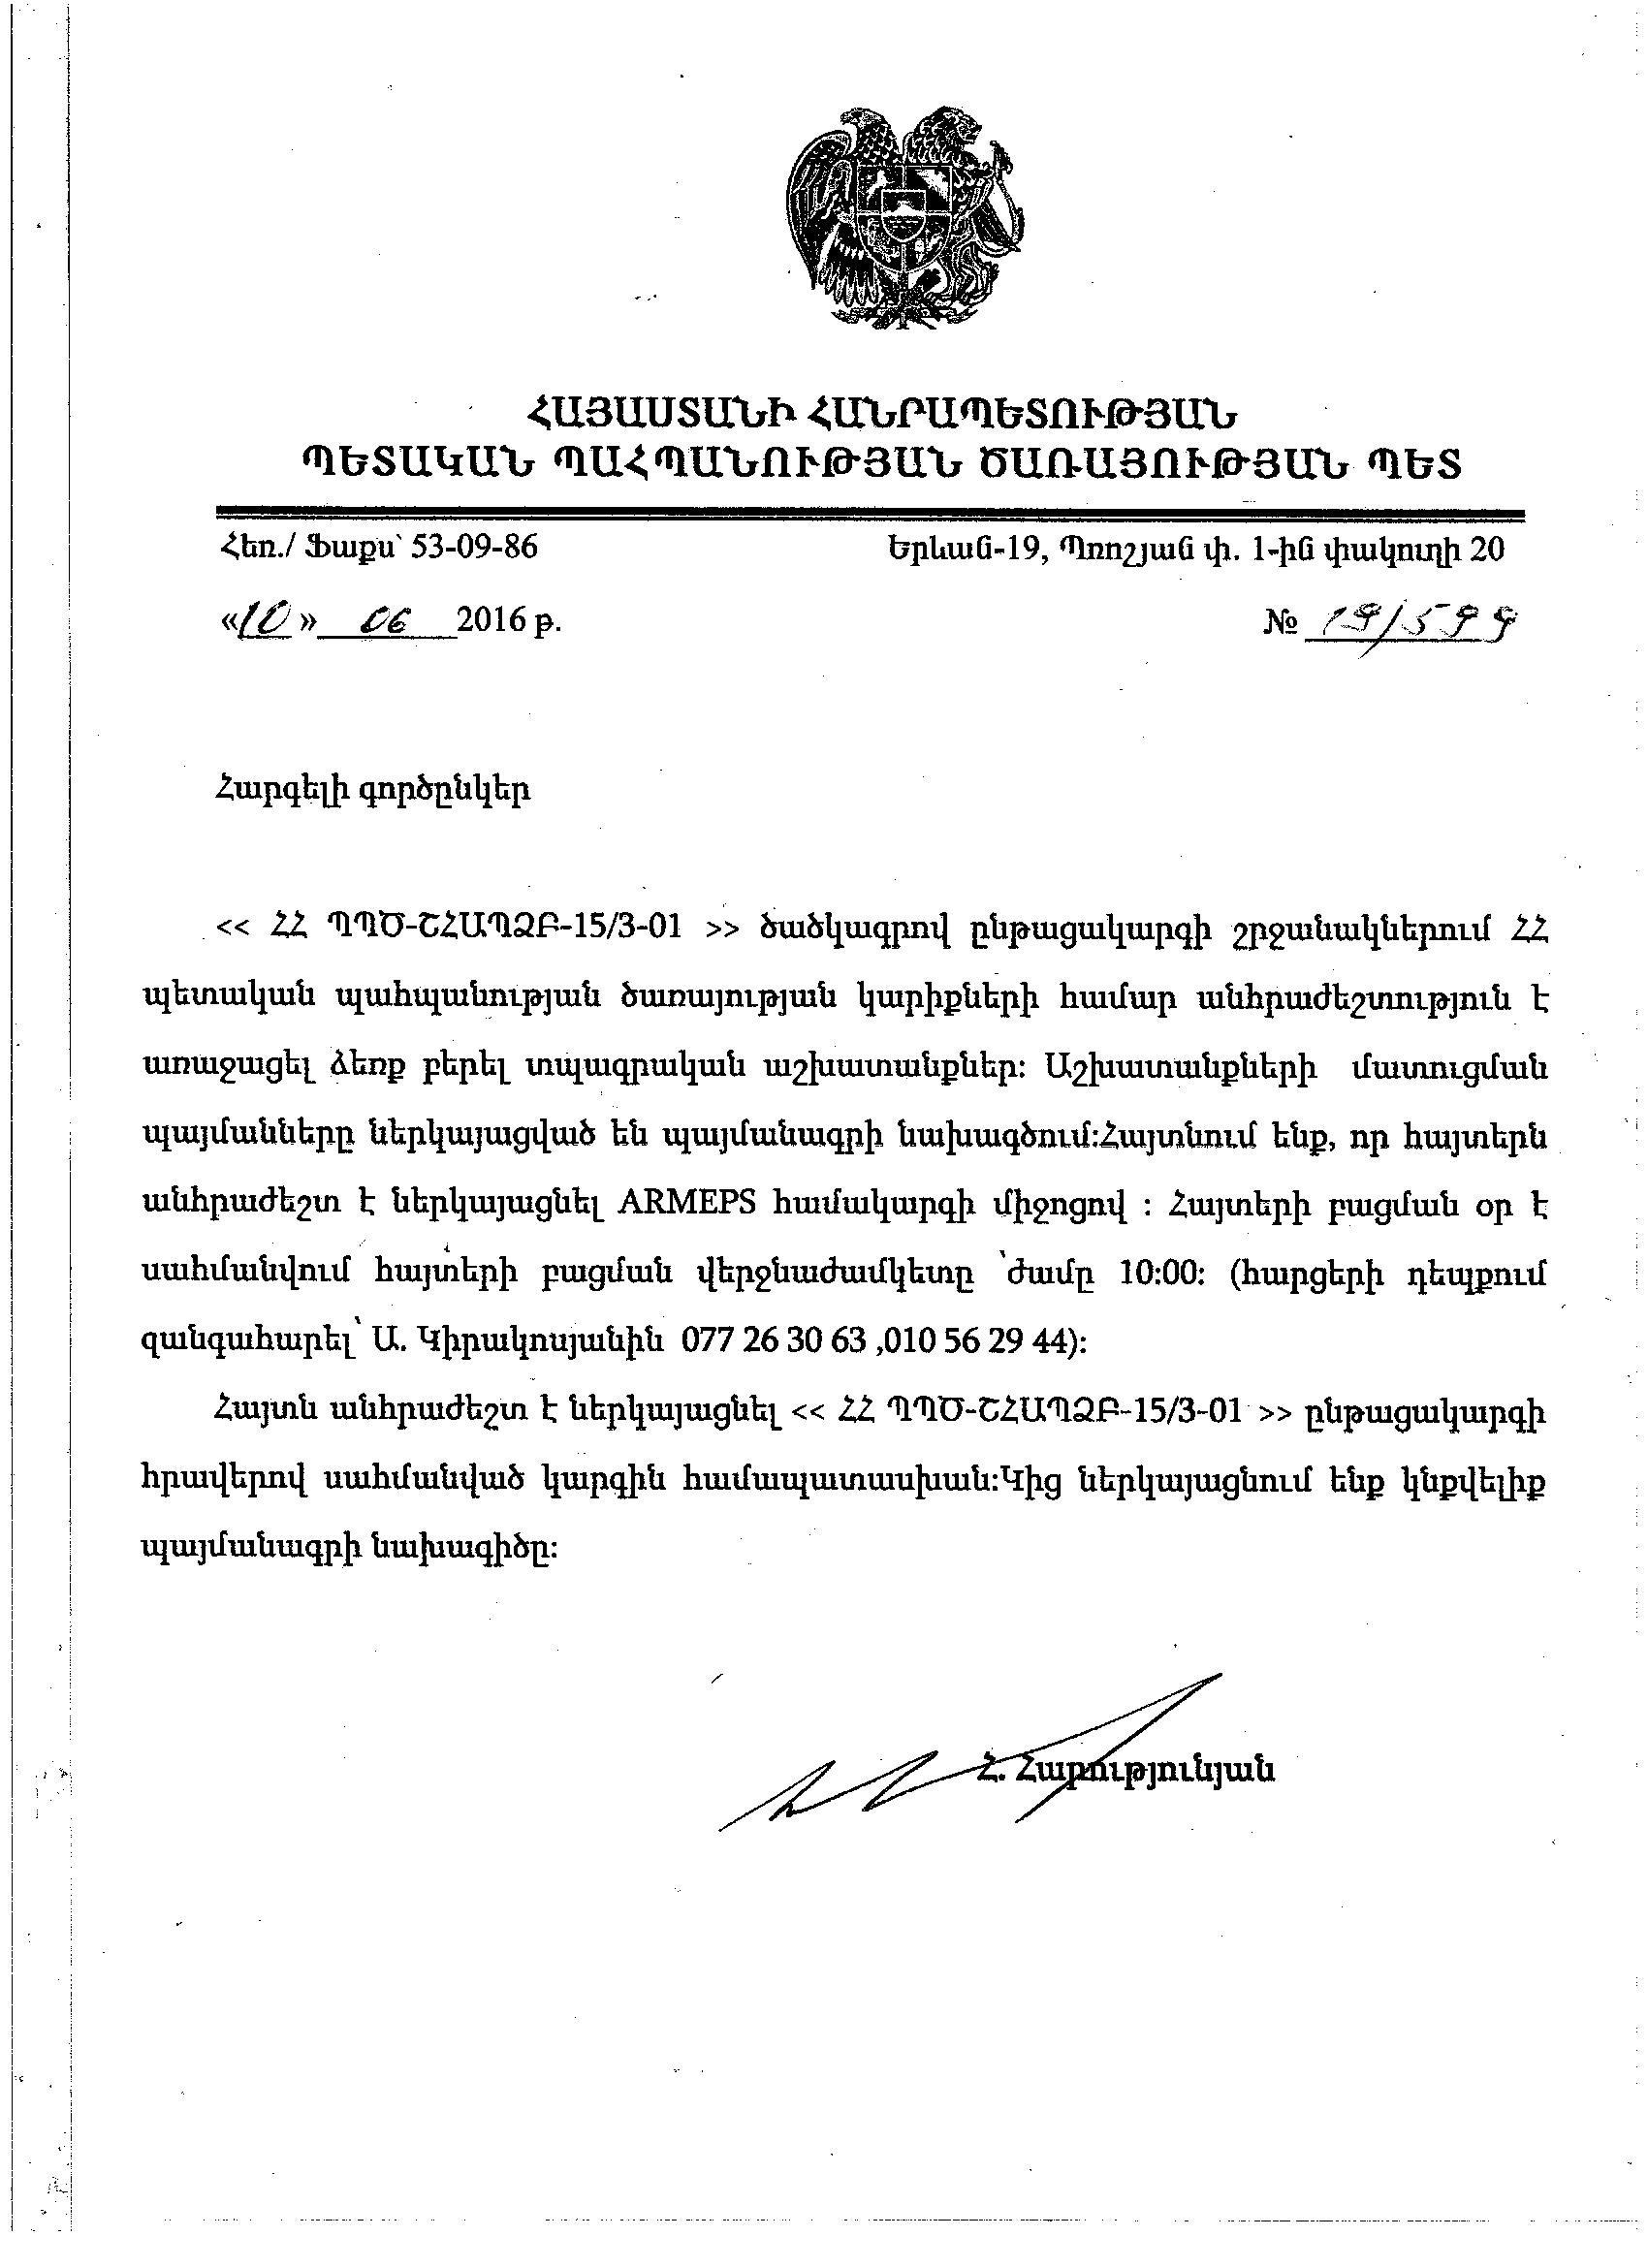 ՀԱՅԱՍՏԱՆԻ ՀԱՆՐԱՊԵՏՈՒԹՅԱՆ
ՊԵՏԱԿԱՆ ՊԱՀՊԱՆՈՒԹՅԱՆ ԾԱՌԱՅՈՒԹՅԱՆ ՊԵՏ
Հեռ./ Ֆաքս՝ 53-09-86 Երևան-19, Պռոշյան փ. 1-ին փակուղի 20
«10» 06 2016 թ. № 19/599
Հարգելի գործընկեր
<< ՀՀ ՊՊԾ-ՇՀԱՊՁԲ-15/3-01 >> ծածկագրով ընթացակարգի շրջանակներում ՀՀ
պետական պահպանության ծառայության կարիքների համար անհրաժեշտություն է
առաջացել ձեռք բերել տպագրական աշխատանքներ: Աշխատանքների մատուցման
պայմանները ներկայացված են պայմանագրի նախագծում:Հայտնում ենք, որ հայտերն
անհրաժեշտ է ներկայացնել ARMEPS համակարգի միջոցով : Հայտերի բացման օր է
սահմանվում հայտերի բացման վերջնաժամկետը ՝ժամը 10:00: (հարցերի դեպքում
զանգահարել՝ Ա. Կիրակոսյանին 077 26 30 63 ,010 56 29 44):
Հայտն անհրաժեշտ է ներկայացնել << ՀՀ ՊՊԾ-ՇՀԱՊՁԲ-15/3-01 >> ընթացակարգի
հրավերով սահմանված կարգին համապատասխան:Կից ներկայացնում ենք կնքվելիք
պայմանագրի նախագիծը:
Հ. Հարությունյան